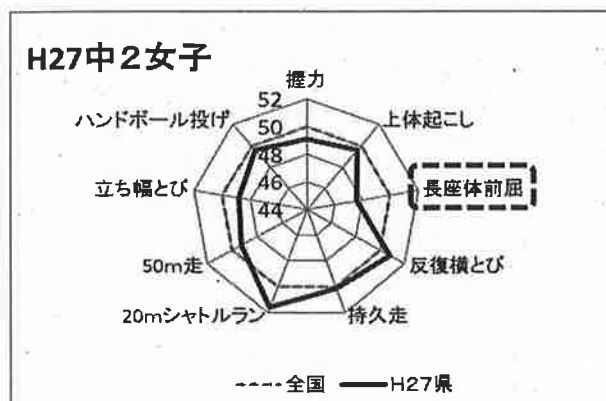 H27中2女子
握力
上体起こし
長座体前屈
反復横とび
持久走
20mシャトルラン
50m走
立ち幅とび
ハンドボール投げ
52
50
48
46
44
全国
H27県